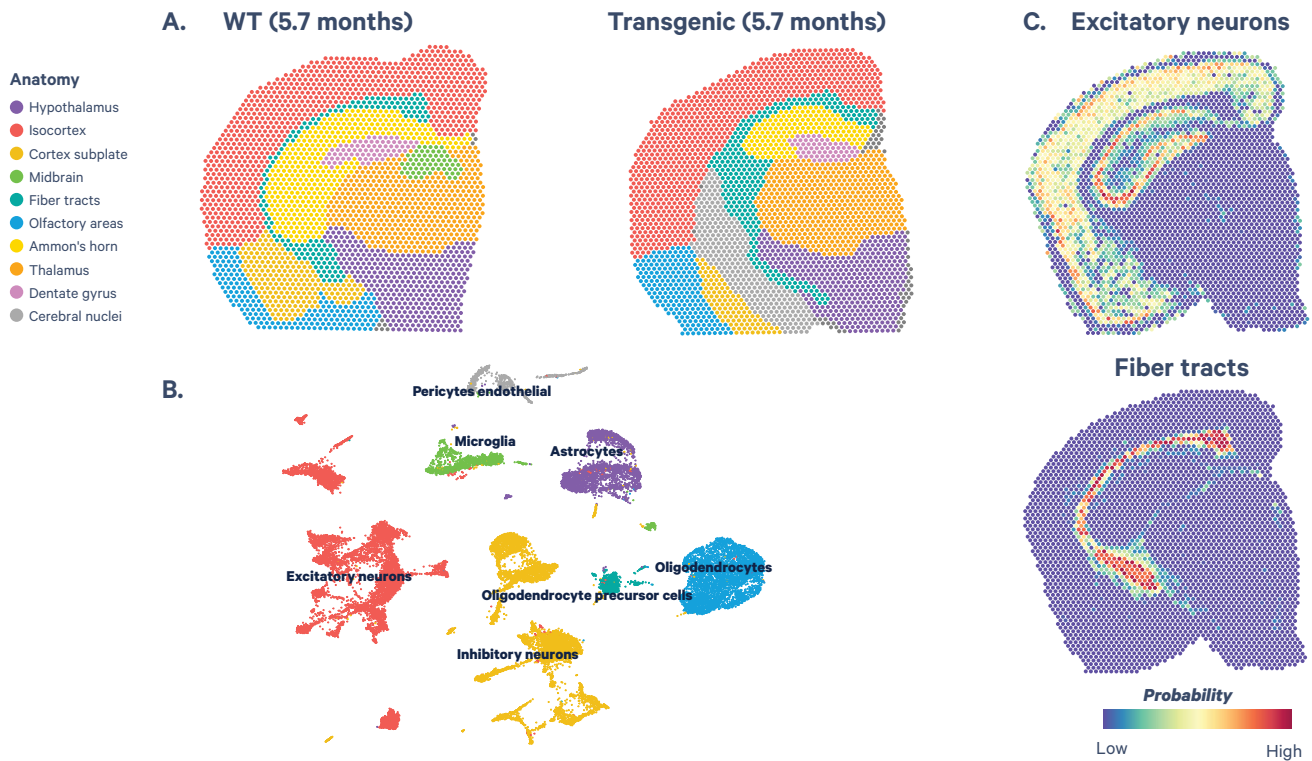 A. WT (5.7 months)
Transgenic (5.7 months)
C. Excitatory neurons
Anatomy
Hypothalamus
Isocortex
Cortex subplate
Midbrain
Fiber tracts
Olfactory areas
Ammon's horn
Thalamus
Dentate gyrus
Cerebral nuclei
B.
Pericytes endothelial
Microglia
Astrocytes
Excitatory neurons
Oligodendrocytes
Oligodendrocyte precursor cells
Inhibitory neurons
Fiber tracts
Probability
Low
High